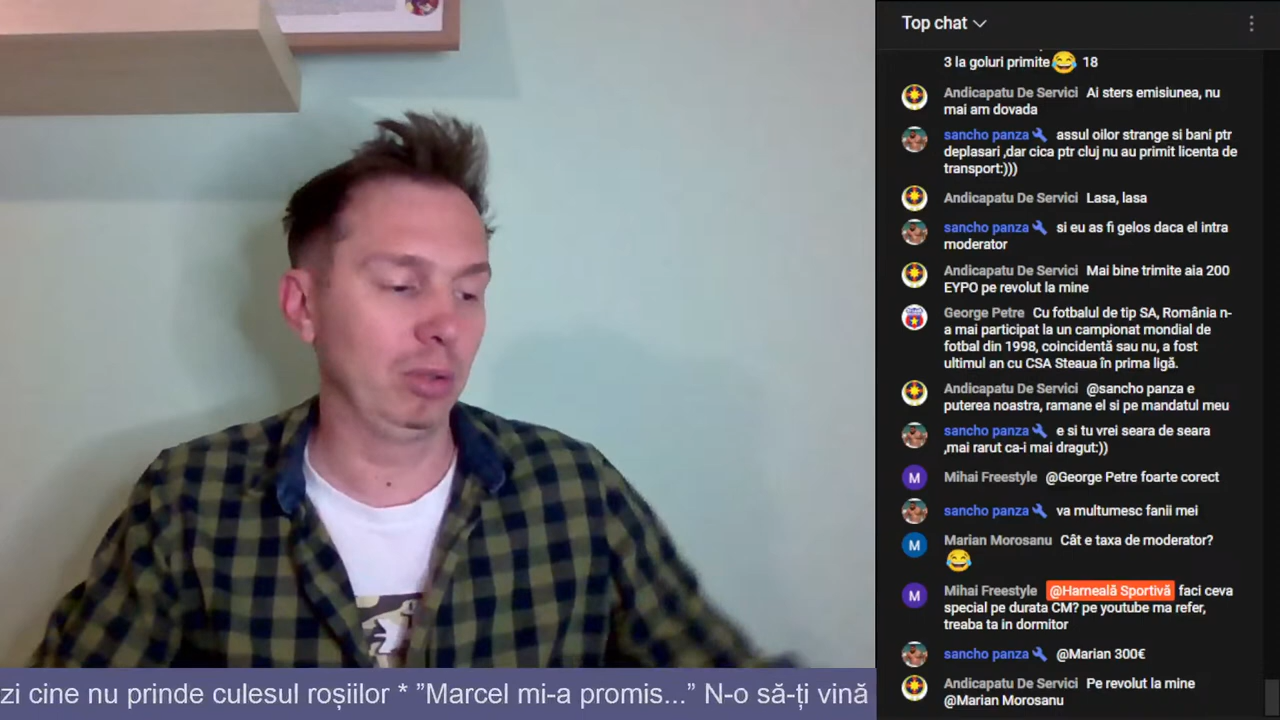 Top chat
3 la goluri primite😂 18
Andicapatu De Servici Ai sters emisiunea, nu
mai am dovada
sancho panza assul oilor strange si bani ptr
deplasari ,dar cica ptr cluj nu au primit licenta de
transport:)))
Andicapatu De Servici Lasa, lasa
sancho panza si eu as fi gelos daca el intra
moderator
Andicapatu De Servici Mai bine trimite aia 200
EYPO pe revolut la mine
George Petre Cu fotbalul de tip SA, România n-
a mai participat la un campionat mondial de
fotbal din 1998, coincidentă sau nu, a fost
ultimul an cu CSA Steaua în prima ligă.
Andicapatu De Servici @sancho panza e
puterea noastra, ramane el si pe mandatul meu
sancho panza e si tu vrei seara de seara
,mai rarut ca-i mai dragut:))
M Mihai Freestyle @George Petre foarte corect
sancho panza va multumesc fanii mei
M Marian Morosanu Cât e taxa de moderator?
😂
M Mihai Freestyle @Hameală Sportivă faci ceva
special pe durata CM? pe youtube ma refer,
treaba ta in dormitor
sancho panza @Marian 300€
Andicapatu De Servici Pe revolut la mine
@Marian Morosanu
zi cine nu prinde culesul roșiilor * ”Marcel mi-a promis...” N-o să-ți vină